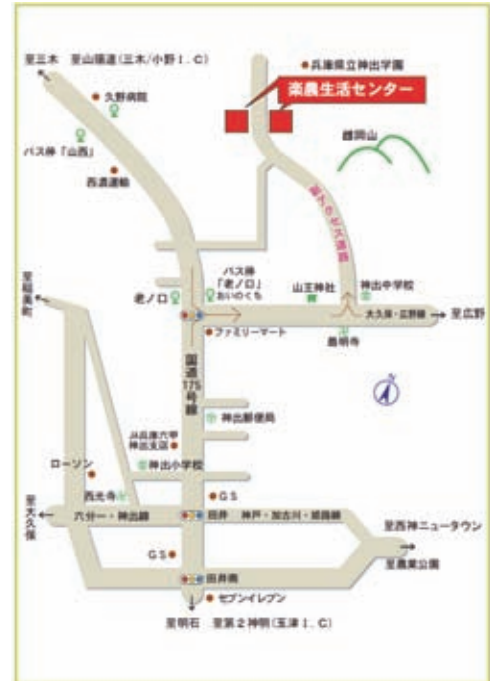 至三木 至山陽道(三木/小野I.C)
兵庫県立神出学園
楽農生活センター
久野病院
雌岡山
バス停「山西」
西濃運輸
至稲美町
老ノ口
バス停
「老ノ口」
おいのくち
山王神社
神出中学校
大久保・広野線
至広野
ファミリーマート
最明寺
国道175号線
神出郵便局
JA兵庫六甲
神出支店
神出小学校
ローソン
西光寺
GS
至大久保
六分一・神出線
田井
神戸・加古川・姫路線
至西神ニュータウン
至農業公園
GS
田井南
セブンイレブン
至明石 至第2神明(玉津I.C)